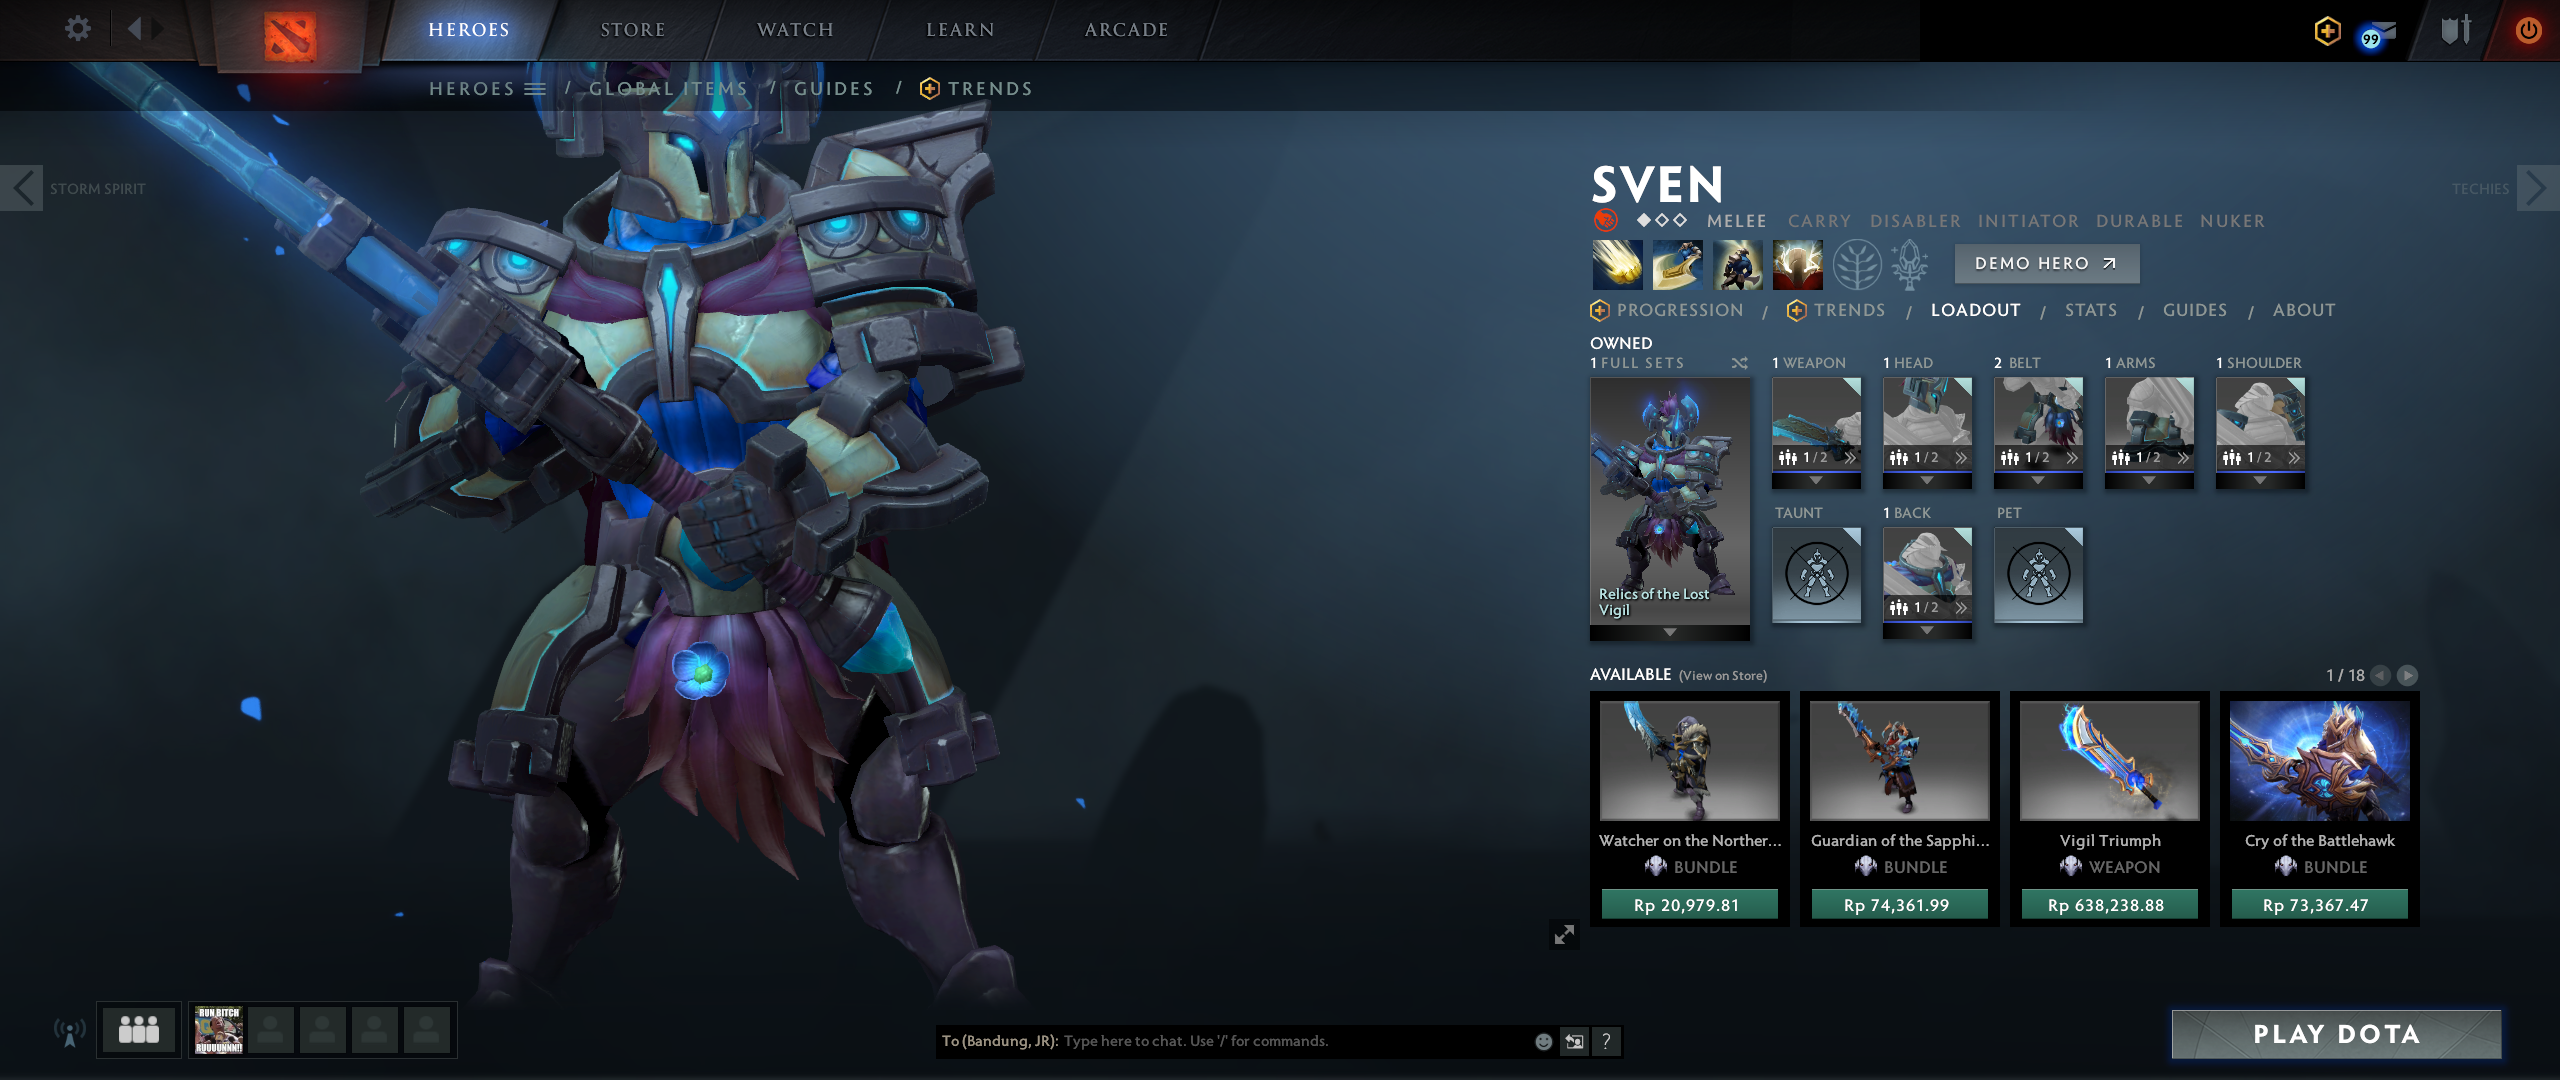 HEROES
STORE
WATCH
LEARN
ARCADE
99
HEROES / GLOBAL ITEMS / GUIDES / TRENDS
STORM SPIRIT
TECHIES
SVEN
MELEE CARRY DISABLER INITIATOR DURABLE NUKER
DEMO HERO
PROGRESSION / TRENDS / LOADOUT / STATS / GUIDES / ABOUT
OWNED
1 FULL SETS
1 WEAPON
1 HEAD
2 BELT
1 ARMS
1 SHOULDER
1/2
1/2
1/2
1/2
1/2
Relics of the Lost
Vigil
TAUNT
1 BACK
PET
1/2
AVAILABLE (View on Store)
1 / 18
Watcher on the Norther...
BUNDLE
Rp 20,979.81
Guardian of the Sapphi...
BUNDLE
Rp 74,361.99
Vigil Triumph
WEAPON
Rp 638,238.88
Cry of the Battlehawk
BUNDLE
Rp 73,367.47
RUN BITCH
RUUUUNNN!!
To (Bandung, JR): Type here to chat. Use '/' for commands.
?
PLAY DOTA